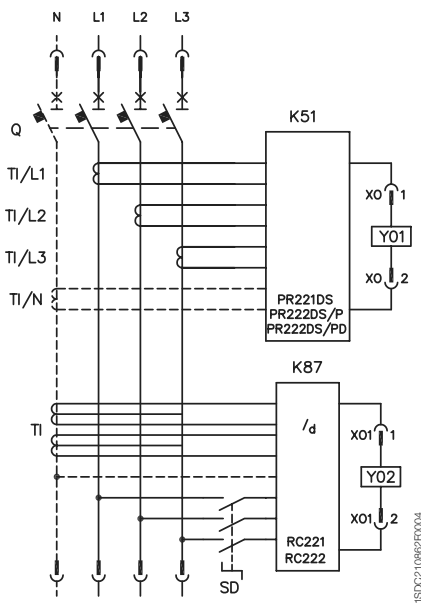 N L1 L2 L3
Q
K51
TI/L1
TI/L2
TI/L3
TI/N
XO 1
Y01
XO 2
PR221DS
PR222DS/P
PR222DS/PD
K87
TI
/d
XO1 1
Y02
XO1 2
RC221
RC222
SD
1SDC210862F0004